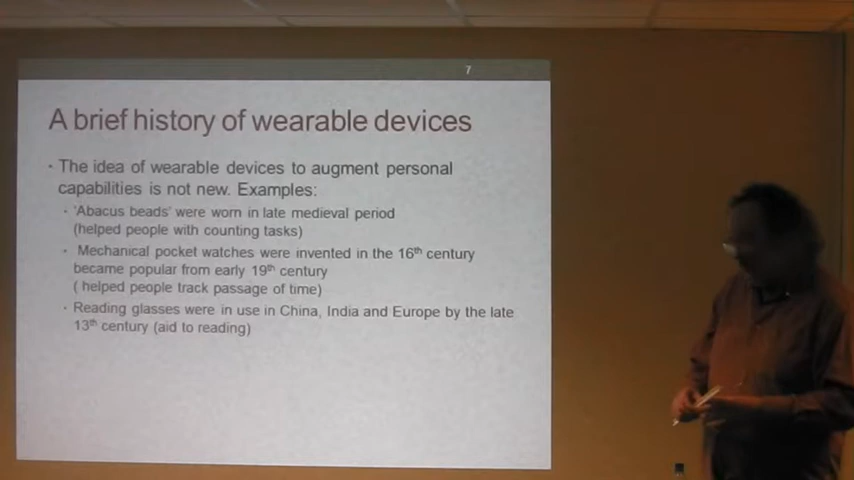 7
A brief history of wearable devices
• The idea of wearable devices to augment personal
capabilities is not new. Examples:
• 'Abacus beads' were worn in late medieval period
(helped people with counting tasks)
• Mechanical pocket watches were invented in the 16th century
became popular from early 19th century
( helped people track passage of time)
• Reading glasses were in use in China, India and Europe by the late
13th century (aid to reading)